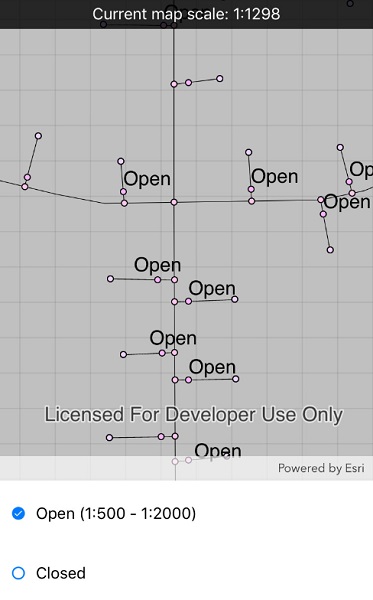 Current map scale: 1:1298
Open
Open
Open
Op
Open
Open
Open
Open
Open
Licensed For Developer Use Only
Open
Powered by Esri
Open (1:500 - 1:2000)
Closed